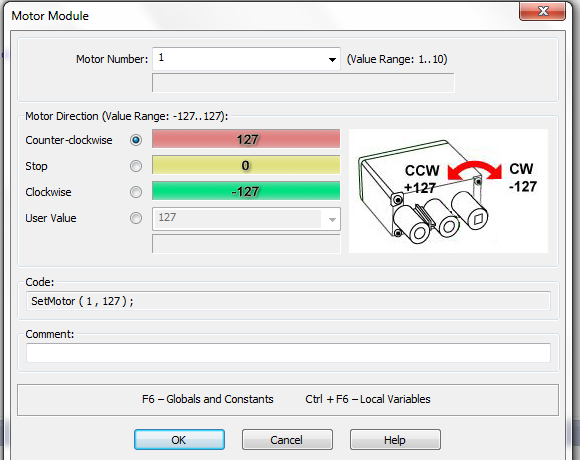 Motor Module
Motor Number: 1 (Value Range: 1..10)
Motor Direction (Value Range: -127..127):
Counter-clockwise 127
Stop 0
Clockwise -127
User Value 127
CCW +127
CW -127
Code:
SetMotor ( 1 , 127 ) ;
Comment:
F6 – Globals and Constants Ctrl + F6 – Local Variables
OK Cancel Help